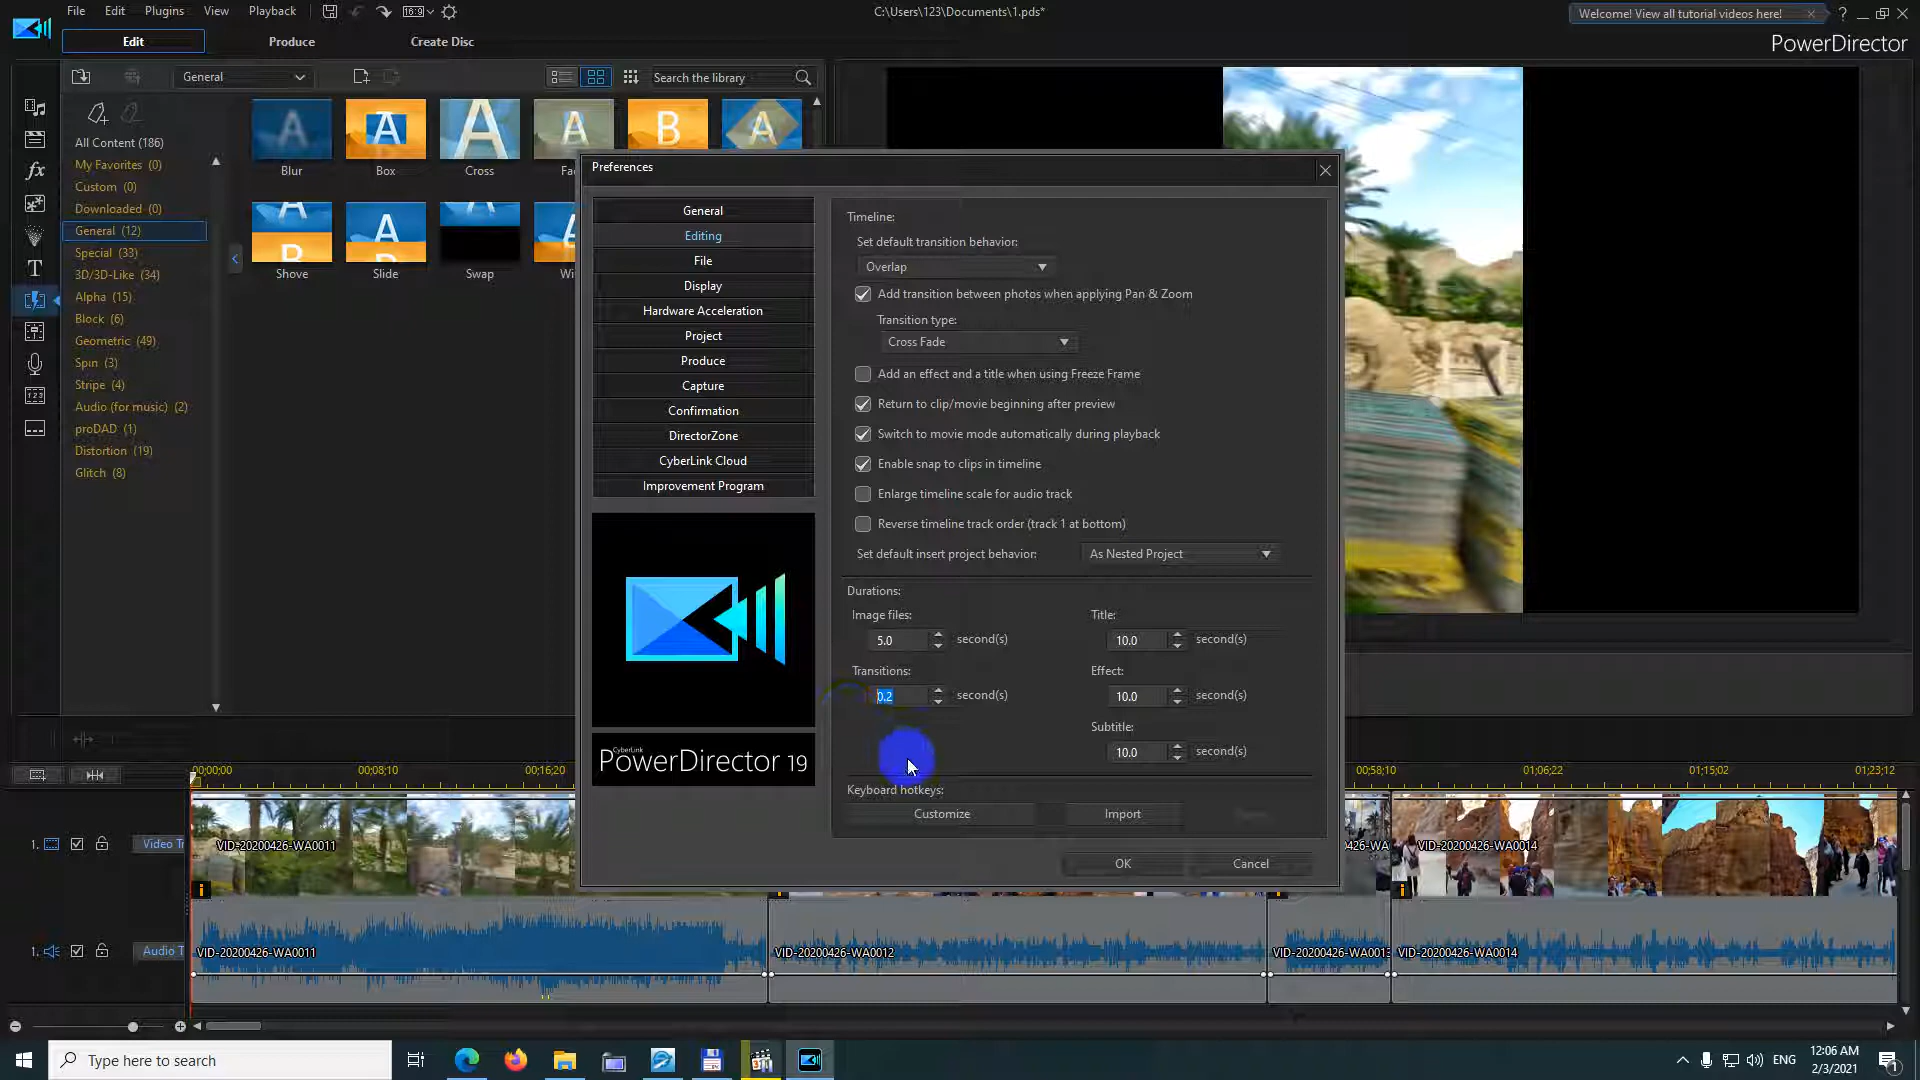 File Edit Plugins View Playback 16:9 C:\Users\123\Documents\1.pds* Welcome! View all tutorial videos here! ?
Edit Produce Create Disc PowerDirector
General Search the library
All Content (186)
My Favorites (0)
Custom (0)
Downloaded (0)
General (12)
Special (33)
3D/3D-Like (34)
Alpha (15)
Block (6)
Geometric (49)
Spin (3)
Stripe (4)
Audio (for music) (2)
proDAD (1)
Distortion (19)
Glitch (8)
Blur Box Cross
Shove Slide Swap
Preferences
General
Editing
File
Display
Hardware Acceleration
Project
Produce
Capture
Confirmation
DirectorZone
CyberLink Cloud
Improvement Program
CyberLink
PowerDirector 19
Timeline:
Set default transition behavior:
Overlap
Add transition between photos when applying Pan & Zoom
Transition type:
Cross Fade
Add an effect and a title when using Freeze Frame
Return to clip/movie beginning after preview
Switch to movie mode automatically during playback
Enable snap to clips in timeline
Enlarge timeline scale for audio track
Reverse timeline track order (track 1 at bottom)
Set default insert project behavior: As Nested Project
Durations:
Image files: Title:
5.0 second(s) 10.0 second(s)
Transitions: Effect:
0.2 second(s) 10.0 second(s)
Subtitle:
10.0 second(s)
Keyboard hotkeys:
Customize Import
OK Cancel
00;00;00 00;08;10 00;16;20 00;58;10 01;06;22 01;15;02 01;23;12
1. Video Tr VID-20200426-WA0011 VID-20200426-WA0014
1. Audio T VID-20200426-WA0011 VID-20200426-WA0012 VID-20200426-WA0013 VID-20200426-WA0014
Type here to search ENG 12:06 AM
2/3/2021